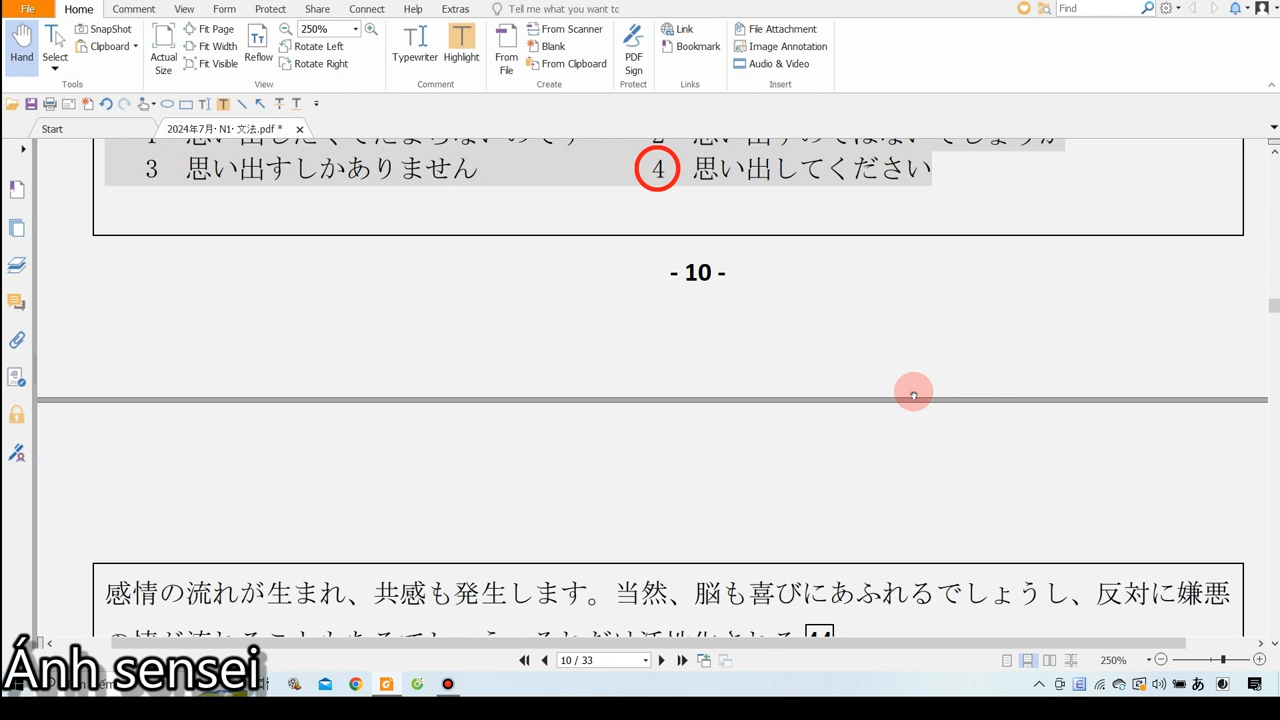 File Home Comment View Form Protect Share Connect Help Extras Tell me what you want to Find
SnapShot Fit Page 250% From Scanner Link File Attachment
Clipboard Fit Width Rotate Left Blank Bookmark Image Annotation
Hand Select Actual Size Fit Visible Reflow Rotate Right Typewriter Highlight From File From Clipboard PDF Sign Audio & Video
Tools View Comment Create Protect Links Insert
Start 2024年7月· N1· 文法.pdf *
3 思い出すしかありません 4 思い出してください
- 10 -
感情の流れが生まれ、共感も発生します。当然、脳も喜びにあふれるでしょうし、反対に嫌悪
10 / 33 250%
Ánh sensei
あ